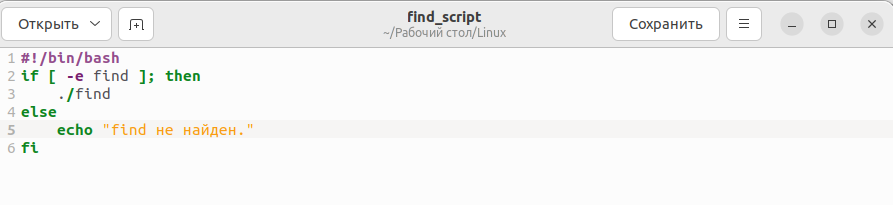 Открыть
find_script
~/Рабочий стол/Linux
Сохранить
1 #!/bin/bash
2 if [ -e find ]; then
3     ./find
4 else
5     echo "find не найден."
6 fi